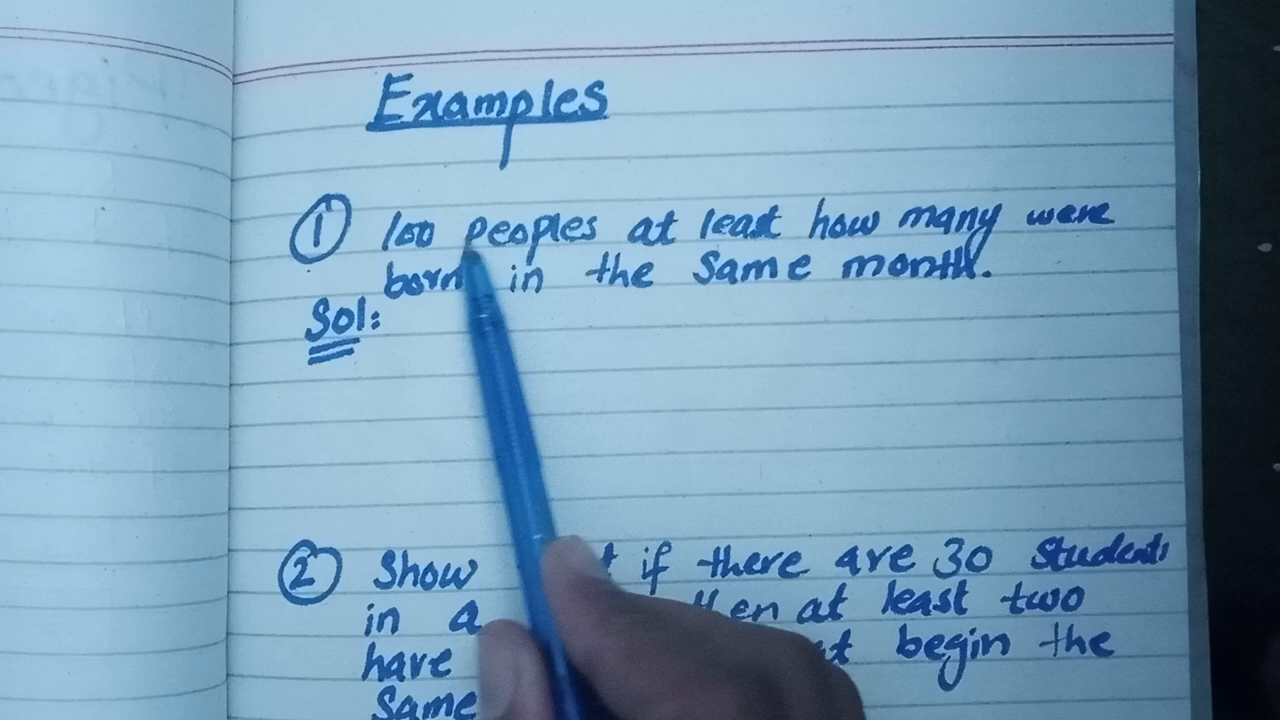 Examples
① 100 peoples at least how many were
born in the same month.
Sol:
② Show if there are 30 students
in a then at least two
have begin the
same